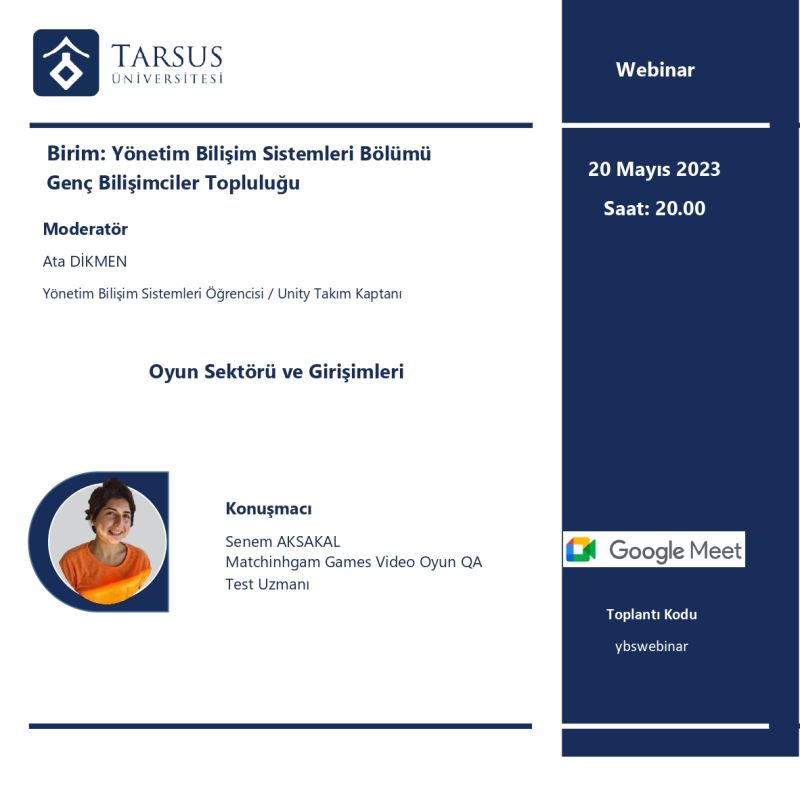 TARSUS
ÜNİVERSİTESİ
Webinar
Birim: Yönetim Bilişim Sistemleri Bölümü
Genç Bilişimciler Topluluğu
20 Mayıs 2023
Saat: 20.00
Moderatör
Ata DİKMEN
Yönetim Bilişim Sistemleri Öğrencisi / Unity Takım Kaptanı
Oyun Sektörü ve Girişimleri
Konuşmacı
Senem AKSAKAL
Matchinhgam Games Video Oyun QA
Test Uzmanı
Google Meet
Toplantı Kodu
ybswebinar